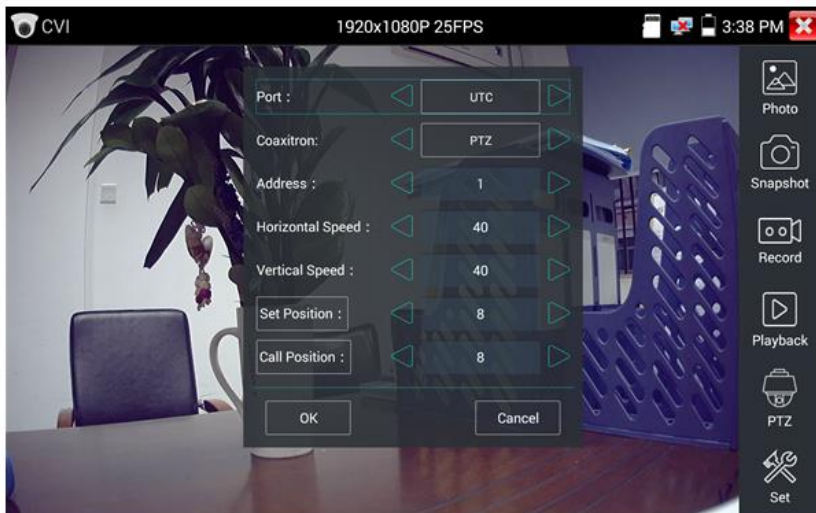 CVI 1920x1080P 25FPS 3:38 PM
Port : UTC
Coaxitron: PTZ
Address : 1
Horizontal Speed : 40
Vertical Speed : 40
Set Position : 8
Call Position : 8
OK Cancel
Photo
Snapshot
Record
Playback
PTZ
Set